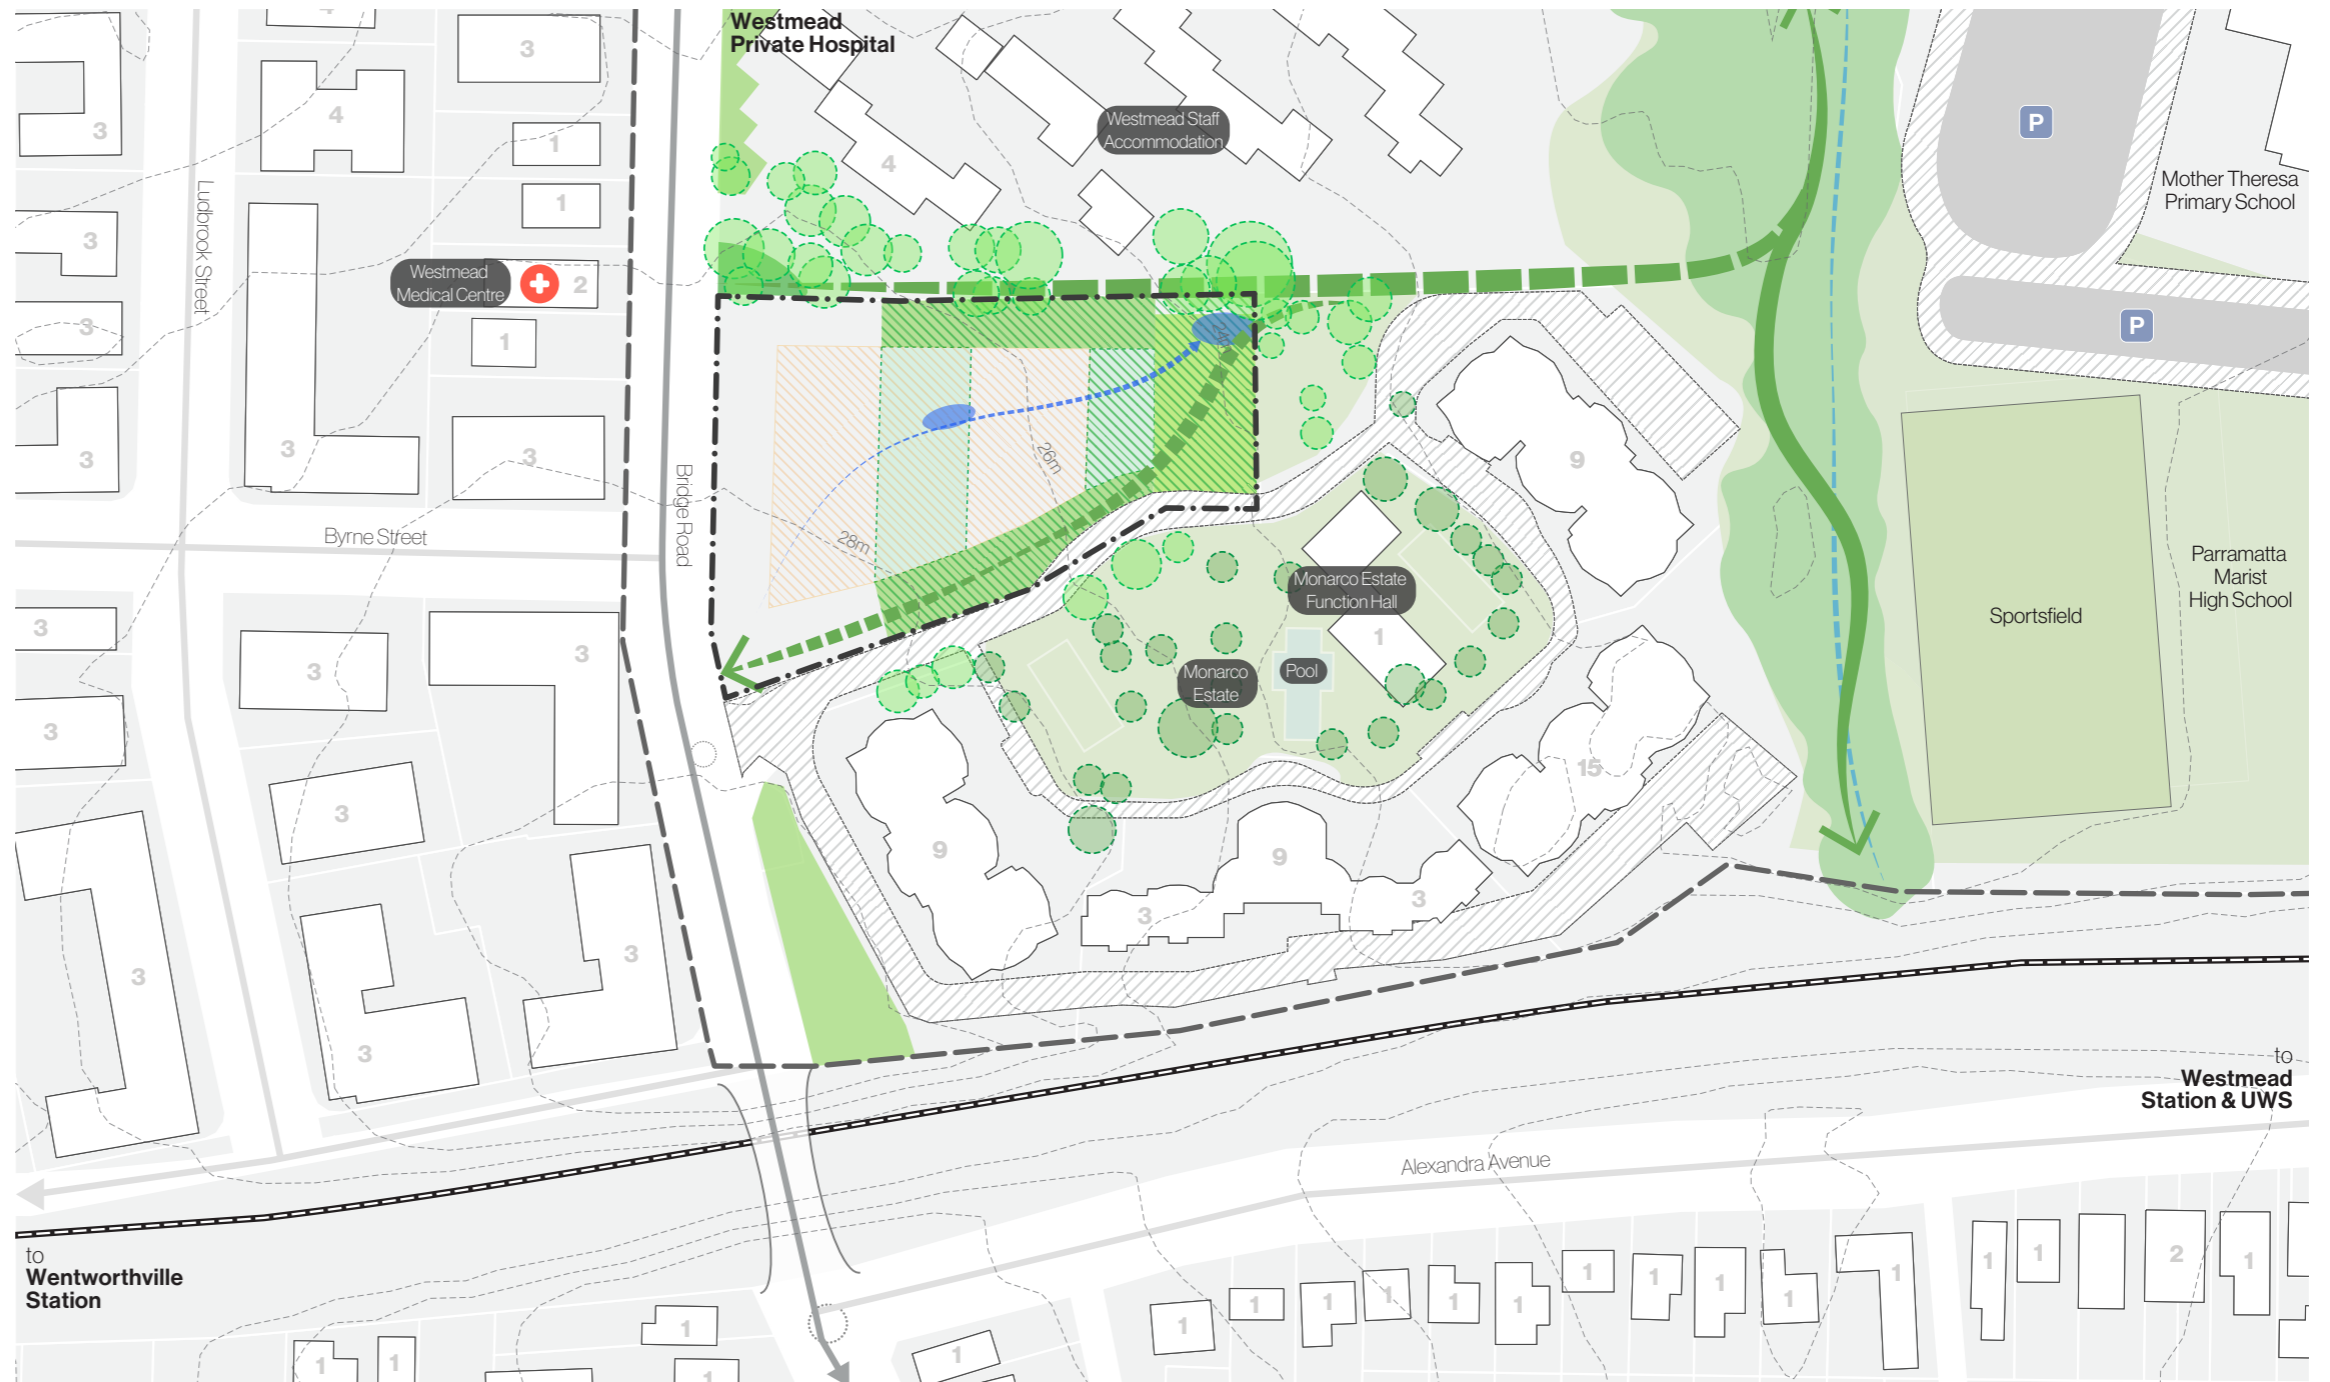 Westmead
Private Hospital
4
3
3
4
1
1
3
Westmead Staff
Accommodation
4
P
Mother Theresa
Primary School
Ludbrook Street
Westmead
Medical Centre
2
3
1
P
24m
3
3
3
Bridge Road
26m
28m
9
Byrne Street
Parramatta
Marist
High School
Sportsfield
Monarco Estate
Function Hall
1
Monarco
Estate
Pool
3
3
3
3
3
15
9
9
3
3
3
3
3
to
Westmead
Station & UWS
Alexandra Avenue
to
Wentworthville
Station
1
1
1
1
1
1
1
1
1
1
1
1
1
2
1
1
1
1
1
1